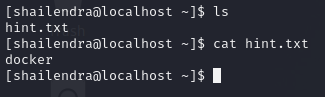 [shailendra@localhost ~]$ ls
hint.txt
[shailendra@localhost ~]$ cat hint.txt
docker
[shailendra@localhost ~]$